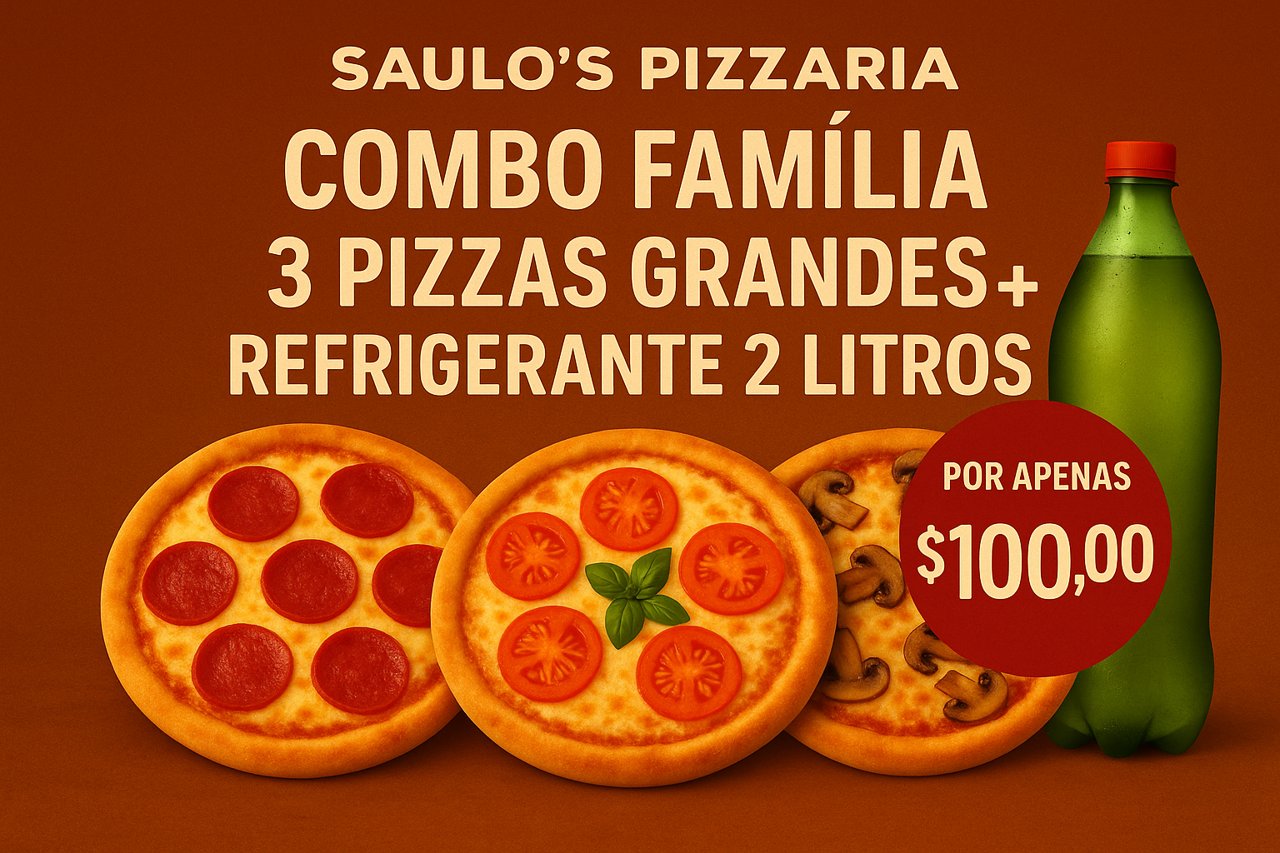 SAULO'S PIZZARIA
COMBO FAMÍLIA
3 PIZZAS GRANDES+
REFRIGERANTE 2 LITROS
POR APENAS
$100,00